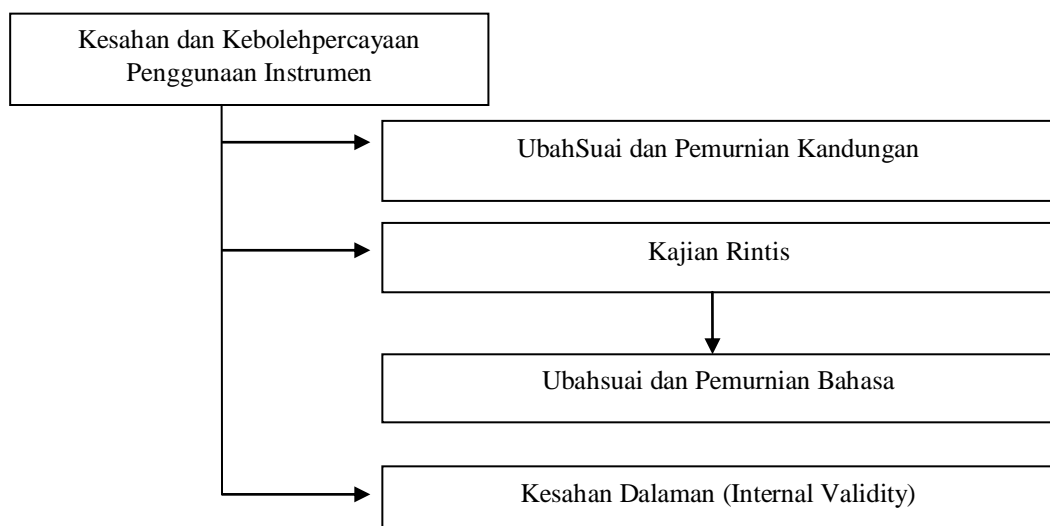 Kesahan dan Kebolehpercayaan
Penggunaan Instrumen
UbahSuai dan Pemurnian Kandungan
Kajian Rintis
Ubahsuai dan Pemurnian Bahasa
Kesahan Dalaman (Internal Validity)